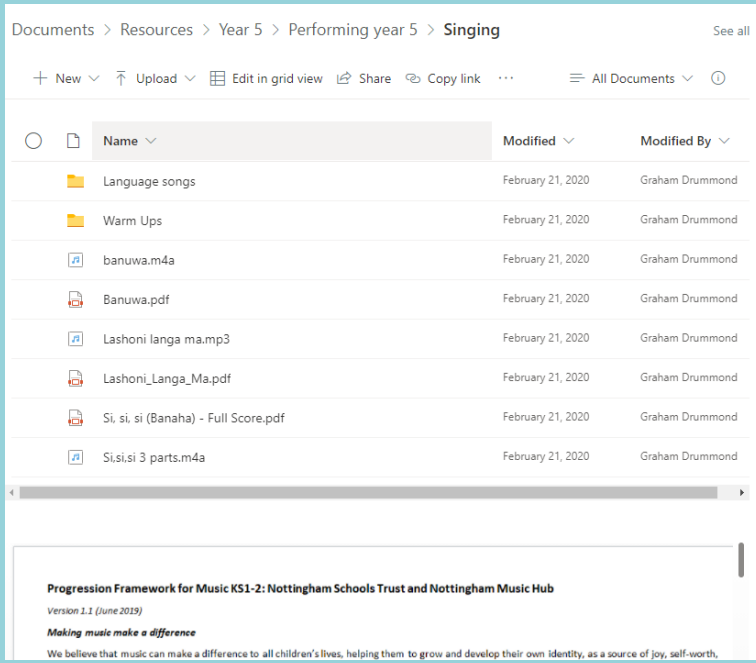 Documents > Resources > Year 5 > Performing year 5 > Singing See all
New Upload Edit in grid view Share Copy link ··· All Documents
Name Modified Modified By
Language songs February 21, 2020 Graham Drummond
Warm Ups February 21, 2020 Graham Drummond
banuwa.m4a February 21, 2020 Graham Drummond
Banuwa.pdf February 21, 2020 Graham Drummond
Lashoni langa ma.mp3 February 21, 2020 Graham Drummond
Lashoni_Langa_Ma.pdf February 21, 2020 Graham Drummond
Si, si, si (Banaha) - Full Score.pdf February 21, 2020 Graham Drummond
Si,si,si 3 parts.m4a February 21, 2020 Graham Drummond
Progression Framework for Music KS1-2: Nottingham Schools Trust and Nottingham Music Hub
Version 1.1 (June 2019)
Making music make a difference
We believe that music can make a difference to all children's lives, helping them to grow and develop their own identity, as a source of joy, self-worth,